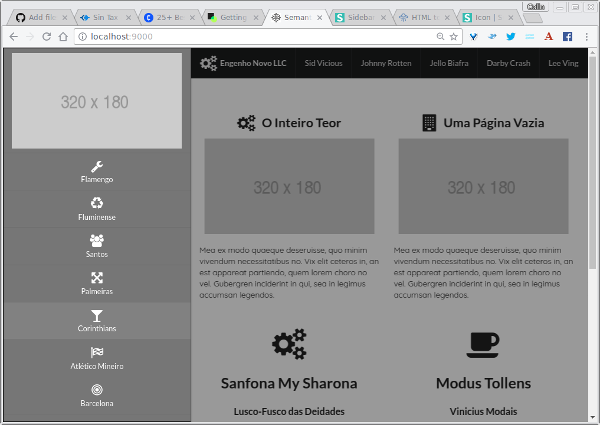 Callo
Add files
Sin Tax
25+ Be
Getting
Semant
Sidebar
HTML to
Icon | S
localhost:9000
320 x 180
Flamengo
Fluminense
Santos
Palmeiras
Corinthians
Atlético Mineiro
Barcelona
Engenho Novo LLC
Sid Vicious
Johnny Rotten
Jello Biafra
Darby Crash
Lee Ving
O Inteiro Teor
320 x 180
Mea ex modo quaeque deseruisse, quo minim
vivendum necessitatibus no. Vix elit ceteros in, an
est appareat partiendo, quem lorem choro no
vel. Gubergren inciderint in qui, sea in legimus
accumsan legendos.
Uma Página Vazia
320 x 180
Mea ex modo quaeque deseruisse, quo minim
vivendum necessitatibus no. Vix elit ceteros in, an
est appareat partiendo, quem lorem choro no
vel. Gubergren inciderint in qui, sea in legimus
accumsan legendos.
Sanfona My Sharona
Lusco-Fusco das Deidades
Modus Tollens
Vinícius Modais